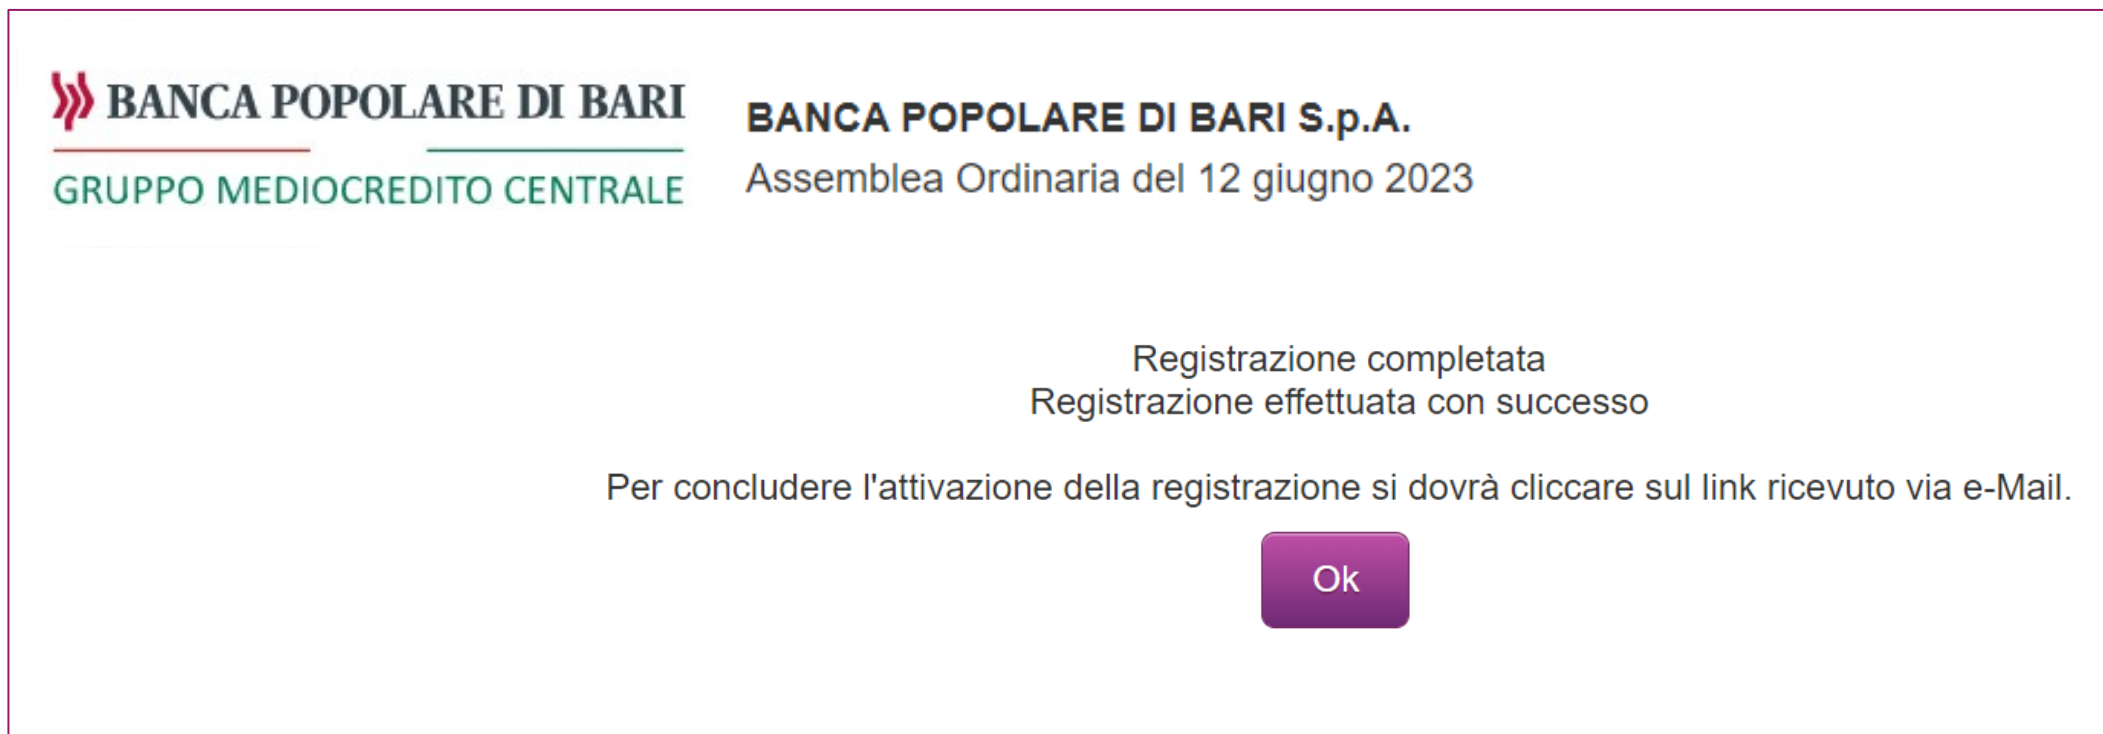 BANCA POPOLARE DI BARI
GRUPPO MEDIOCREDITO CENTRALE
BANCA POPOLARE DI BARI S.p.A.
Assemblea Ordinaria del 12 giugno 2023
Registrazione completata
Registrazione effettuata con successo
Per concludere l'attivazione della registrazione si dovrà cliccare sul link ricevuto via e-Mail.
Ok